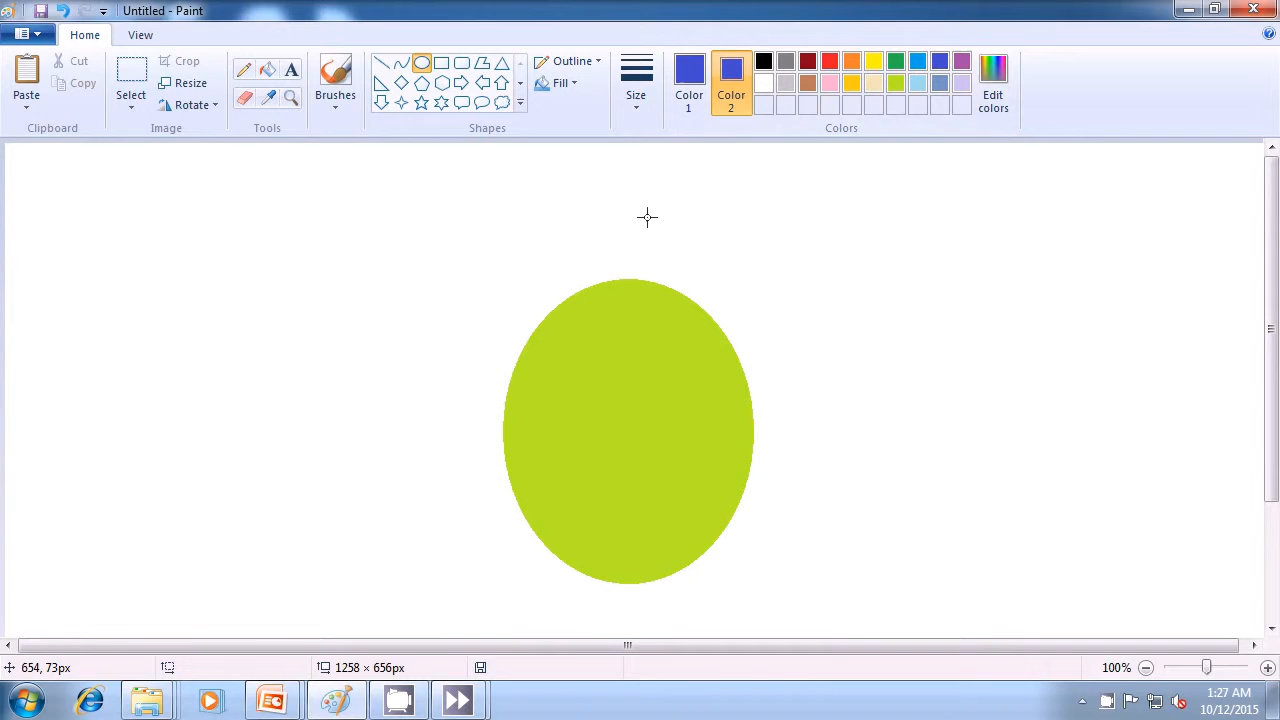 Untitled - Paint
Home View
Paste
Cut
Copy
Clipboard
Select
Crop
Resize
Rotate
Image
A
Tools
Brushes
Outline
Fill
Shapes
Size
Color 1
Color 2
Edit colors
Colors
654, 73px
1258 × 656px
100%
1:27 AM
10/12/2015